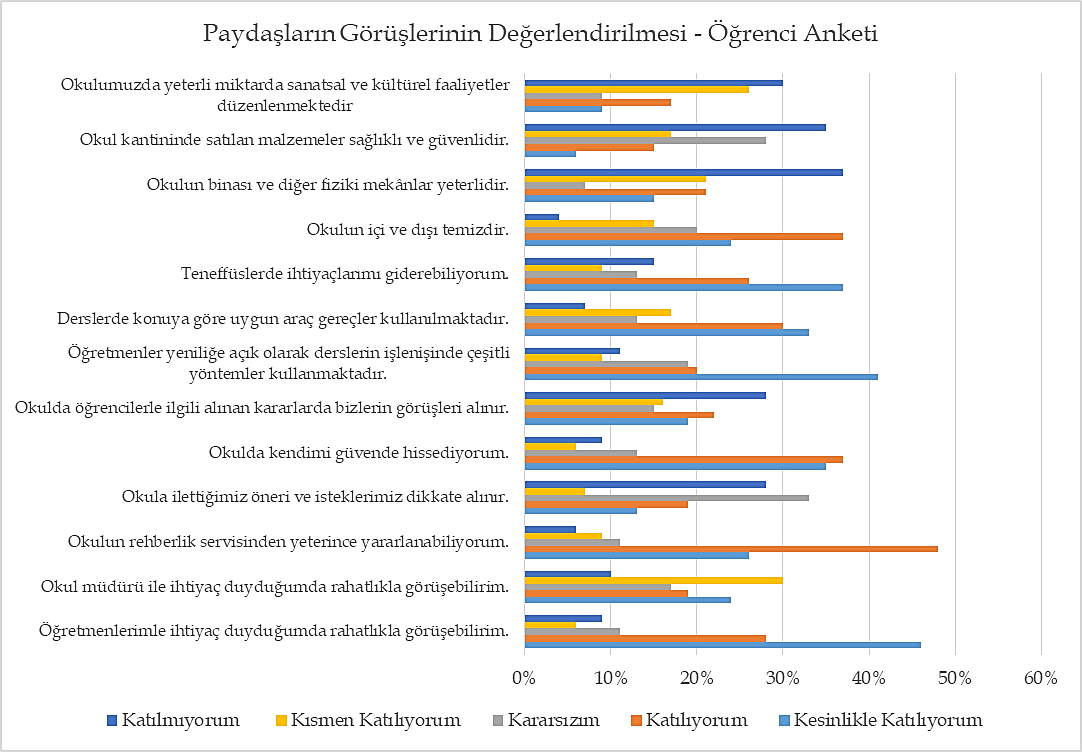 Paydaşların Görüşlerinin Değerlendirilmesi - Öğrenci Anketi
Okulumuzda yeterli miktarda sanatsal ve kültürel faaliyetler
düzenlenmektedir
Okul kantininde satılan malzemeler sağlıklı ve güvenlidir.
Okulun binası ve diğer fiziki mekânlar yeterlidir.
Okulun içi ve dışı temizdir.
Teneffüslerde ihtiyaçlarımı giderebiliyorum.
Derslerde konuya göre uygun araç gereçler kullanılmaktadır.
Öğretmenler yeniliğe açık olarak derslerin işlenişinde çeşitli
yöntemler kullanmaktadır.
Okulda öğrencilerle ilgili alınan kararlarda bizlerin görüşleri alınır.
Okulda kendimi güvende hissediyorum.
Okula ilettiğimiz öneri ve isteklerimiz dikkate alınır.
Okulun rehberlik servisinden yeterince yararlanabiliyorum.
Okul müdürü ile ihtiyaç duyduğumda rahatlıkla görüşebilirim.
Öğretmenlerimle ihtiyaç duyduğumda rahatlıkla görüşebilirim.
0% 10% 20% 30% 40% 50% 60%
Katılmıyorum Kısmen Katılıyorum Kararsızım Katılıyorum Kesinlikle Katılıyorum